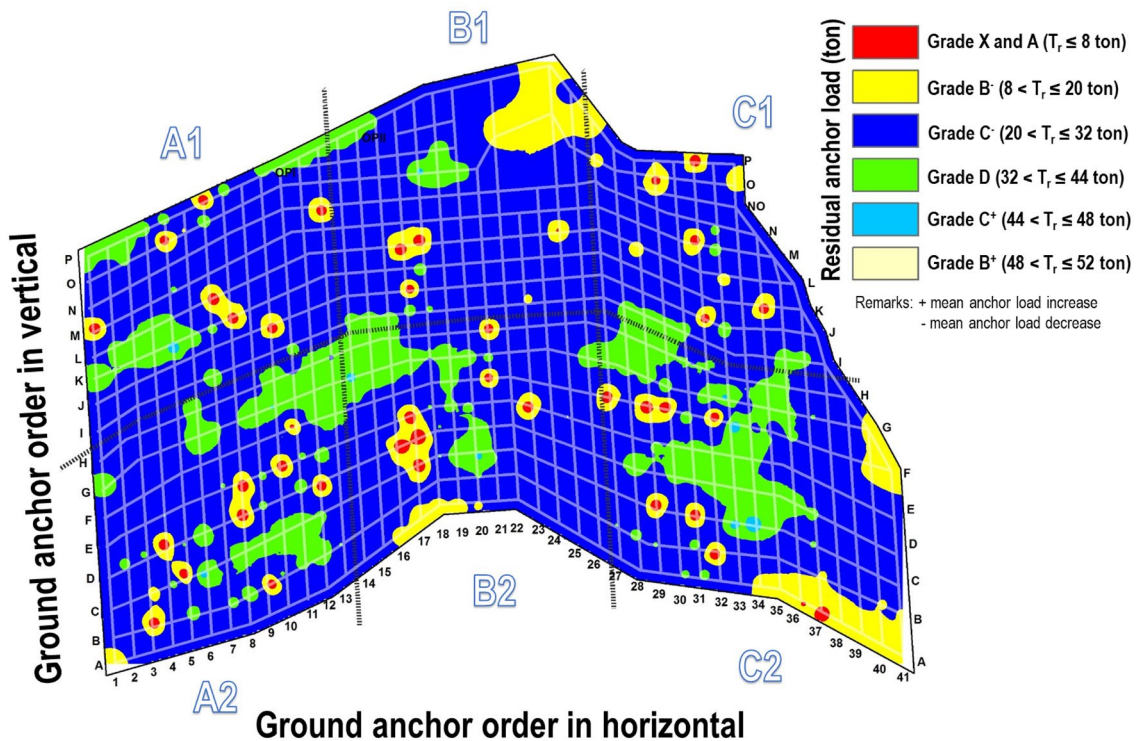 B1
A1
C1
OPII
OPI
P
O
NO
N
M
L
K
J
I
H
G
F
E
D
C
B
A
P
O
N
M
L
K
J
I
H
G
F
E
D
C
B
A
Ground anchor order in vertical
1 2 3 4 5 6 7 8 9 10 11 12 13 14 15 16 17 18 19 20 21 22 23 24 25 26 27 28 29 30 31 32 33 34 35 36 37 38 39 40 41
A2
B2
C2
Ground anchor order in horizontal
Residual anchor load (ton)
Grade X and A (Tr ≤ 8 ton)
Grade B- (8 < Tr ≤ 20 ton)
Grade C- (20 < Tr ≤ 32 ton)
Grade D (32 < Tr ≤ 44 ton)
Grade C+ (44 < Tr ≤ 48 ton)
Grade B+ (48 < Tr ≤ 52 ton)
Remarks: + mean anchor load increase
- mean anchor load decrease